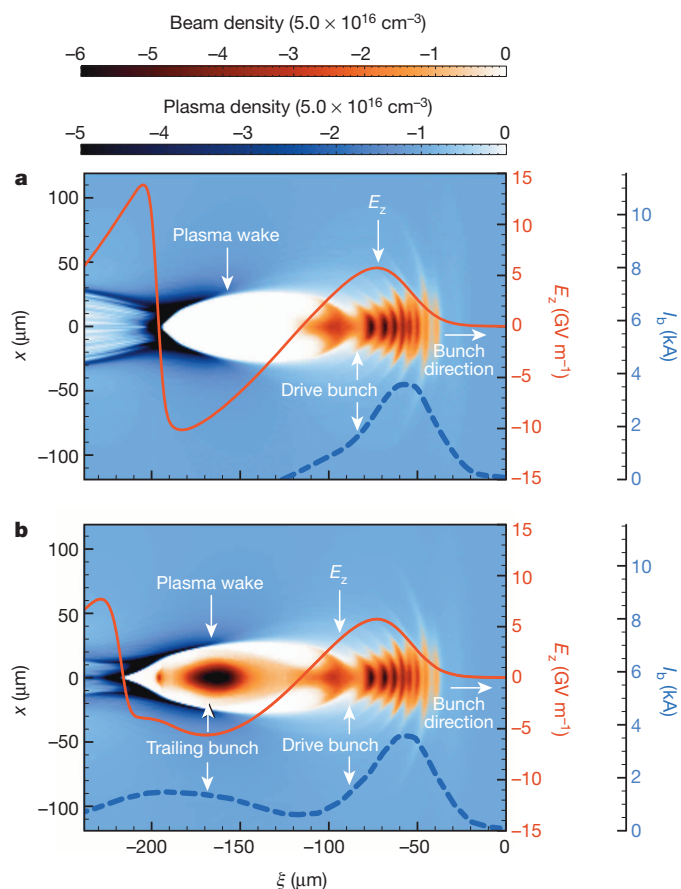 Beam density (5.0 × 10¹⁶ cm⁻³)
−6 −5 −4 −3 −2 −1 0
Plasma density (5.0 × 10¹⁶ cm⁻³)
−5 −4 −3 −2 −1 0
a
100
50
0
−50
−100
x (μm)
Plasma wake
E_z
Drive bunch
Bunch
direction
15
10
5
0
−5
−10
−15
E_z (GV m⁻¹)
10
8
6
4
2
0
I_b (kA)
b
100
50
0
−50
−100
x (μm)
Plasma wake
E_z
Trailing bunch
Drive bunch
Bunch
direction
15
10
5
0
−5
−10
−15
E_z (GV m⁻¹)
10
8
6
4
2
0
I_b (kA)
−200 −150 −100 −50 0
ξ (μm)